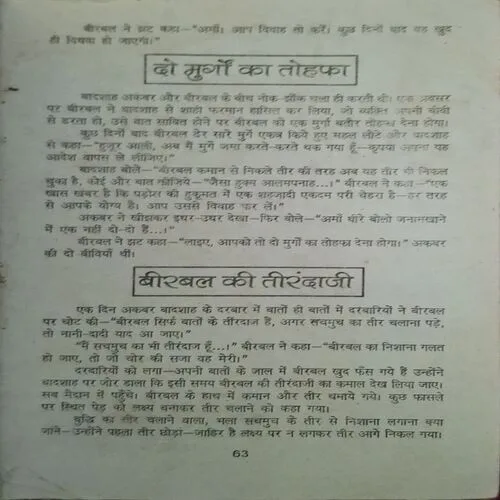 बीरबल ने झट कहा—"अमाँ! आप विवाह तो करें। कुछ दिनों बाद वह खुद
ही विधवा हो जाएगी।"
दो मुर्गों का तोहफा
बादशाह अकबर और बीरबल के बीच नोंक-झोंक चला ही करती थी। एक अवसर
पर बीरबल ने बादशाह से शाही फरमान हासिल कर लिया, जो व्यक्ति अपनी बीवी
से डरता हो, उसे बात साबित होने पर बीरबल को एक मुर्गा बतौर तोहफा देना होगा।
कुछ दिनों बाद बीरबल ढेर सारे मुर्गे एकत्र किये हुए महल लौटे और बादशाह
से कहा—"हुजूर आली, अब मैं मुर्गे जमा करते-करते थक गया हूँ—कृपया अपना यह
आदेश वापस ले लीजिए।"
बादशाह बोले—"बीरबल कमान से निकले तीर की तरह अब यह तीर भी निकल
चुका है, कोई और बात कीजिये—"जैसा हुक्म आलमपनाह...।" बीरबल ने कहा—"एक
खास खबर है कि पड़ोस की हुकूमत में एक शहजादी एकदम परी चेहरा है—हर तरह
से आपके योग्य है। आप उससे विवाह कर लें।"
अकबर ने खीझकर इधर-उधर देखा—फिर बोले—"अमाँ धीरे बोलो जनानखाने
में एक नहीं दो-दो हैं...।"
बीरबल ने झट कहा—"लाइए, आपको तो दो मुर्गों का तोहफा देना होगा।" अकबर
की दो बीवियाँ थीं।
बीरबल की तीरंदाजी
एक दिन अकबर बादशाह के दरबार में बातों ही बातों में दरबारियों ने बीरबल
पर चोट की—"बीरबल सिर्फ बातों के तीरंदाज हैं, अगर सचमुच का तीर चलाना पड़े,
तो नानी-दादी याद आ जाए।"
"मैं सचमुच का भी तीरंदाज हूँ...।" बीरबल ने कहा—"बीरबल का निशाना गलत
हो जाए, तो जो चोर की सजा वह मेरी।"
दरबारियों को लगा—अपनी बातों के जाल में बीरबल खुद फँस गये हैं उन्होंने
बादशाह पर जोर डाला कि इसी समय बीरबल की तीरंदाजी का कमाल देख लिया जाए।
सब मैदान में पहुँचे। बीरबल के हाथ में कमान और तीर थमाये गये। कुछ फासले
पर स्थित पेड़ को लक्ष्य बनाकर तीर चलाने को कहा गया।
बुद्धि का तीर चलाने वाला, भला सचमुच के तीर से निशाना लगाना क्या
जाने—उन्होंने पहला तीर छोड़ा—जाहिर है लक्ष्य पर न लगकर तीर आगे निकल गया।
63